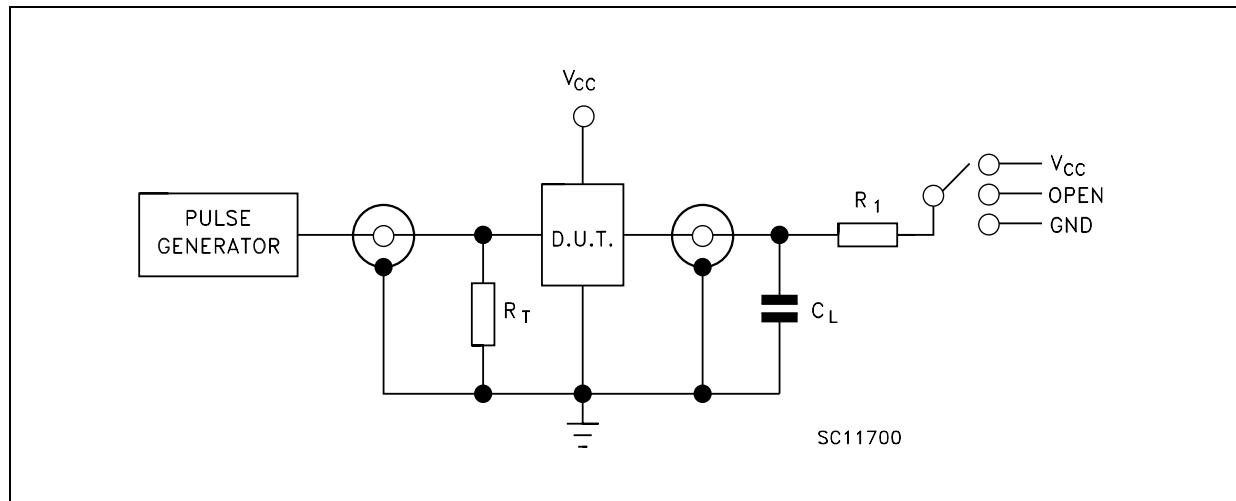 VCC
PULSE
GENERATOR
D.U.T.
RT
CL
R1
VCC
OPEN
GND
SC11700